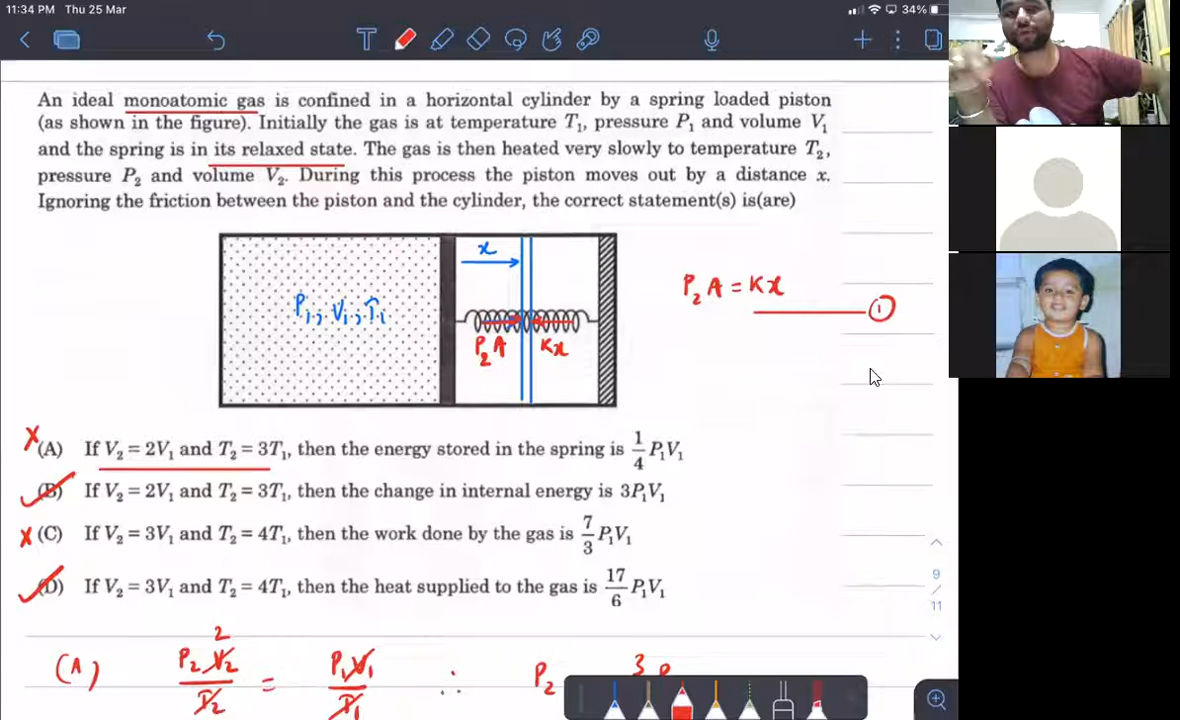 11:34 PM Thu 25 Mar
34%
An ideal monoatomic gas is confined in a horizontal cylinder by a spring loaded piston
(as shown in the figure). Initially the gas is at temperature T₁, pressure P₁ and volume V₁
and the spring is in its relaxed state. The gas is then heated very slowly to temperature T₂,
pressure P₂ and volume V₂. During this process the piston moves out by a distance x.
Ignoring the friction between the piston and the cylinder, the correct statement(s) is(are)
x
P₁, V₁, T₁
P₂A Kx
P₂A = Kx
①
X (A) If V₂ = 2V₁ and T₂ = 3T₁, then the energy stored in the spring is 1/4 P₁V₁
(B) If V₂ = 2V₁ and T₂ = 3T₁, then the change in internal energy is 3P₁V₁
X (C) If V₂ = 3V₁ and T₂ = 4T₁, then the work done by the gas is 7/3 P₁V₁
(D) If V₂ = 3V₁ and T₂ = 4T₁, then the heat supplied to the gas is 17/6 P₁V₁
9
/
11
2
(A) P₂V₂/T₂ = P₁V₁/T₁ ∴ P₂ 3